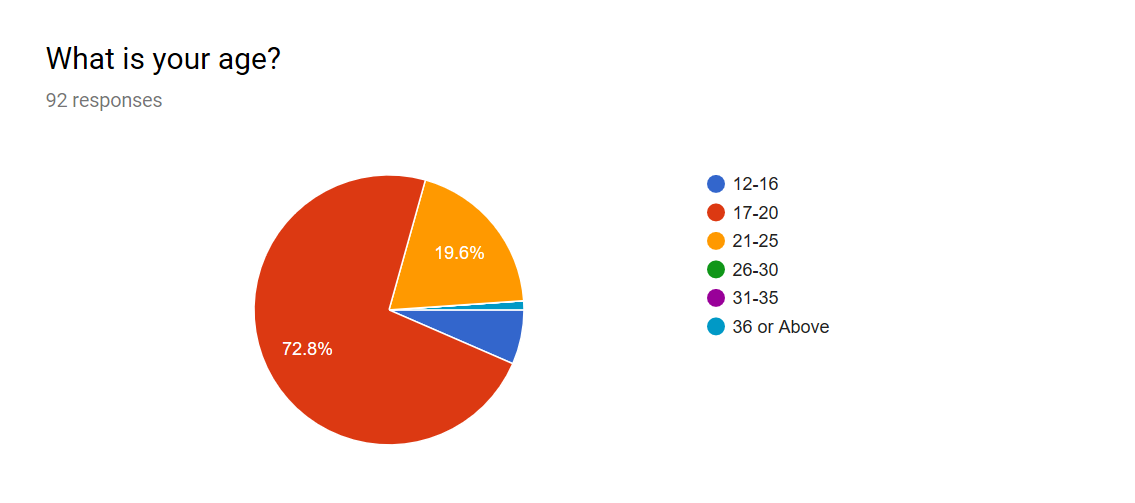 What is your age?
92 responses
19.6%
72.8%
12-16
17-20
21-25
26-30
31-35
36 or Above